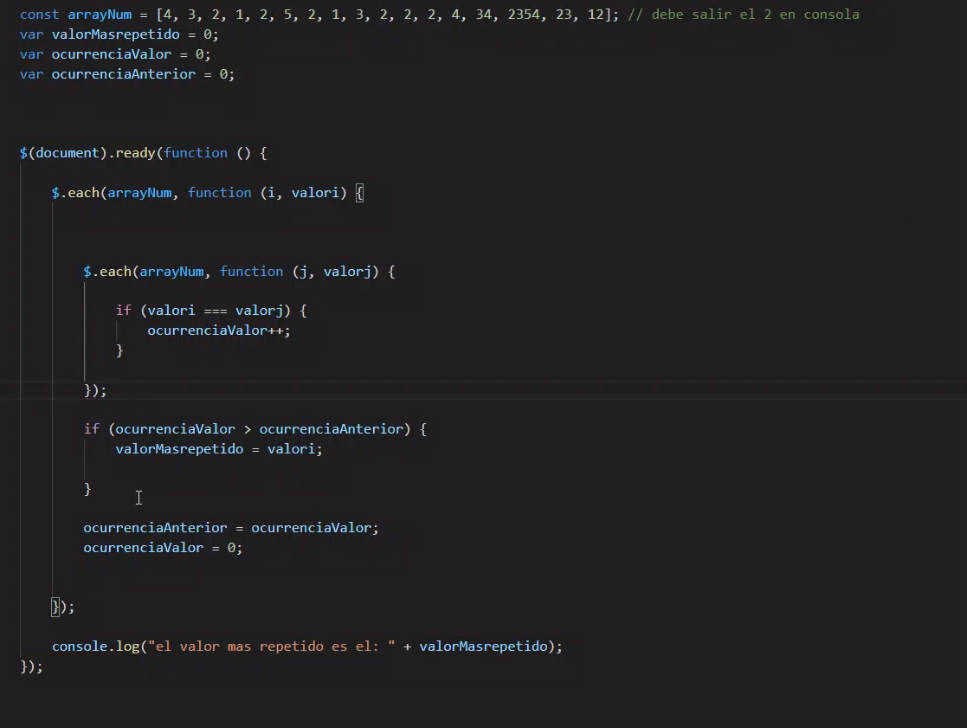 const arrayNum = [4, 3, 2, 1, 2, 5, 2, 1, 3, 2, 2, 2, 4, 34, 2354, 23, 12]; // debe salir el 2 en consola
var valorMasrepetido = 0;
var ocurrenciaValor = 0;
var ocurrenciaAnterior = 0;
$(document).ready(function () {
$.each(arrayNum, function (i, valori) {
$.each(arrayNum, function (j, valorj) {
if (valori === valorj) {
ocurrenciaValor++;
}
});
if (ocurrenciaValor > ocurrenciaAnterior) {
valorMasrepetido = valori;
}
ocurrenciaAnterior = ocurrenciaValor;
ocurrenciaValor = 0;
});
console.log("el valor mas repetido es el: " + valorMasrepetido);
});